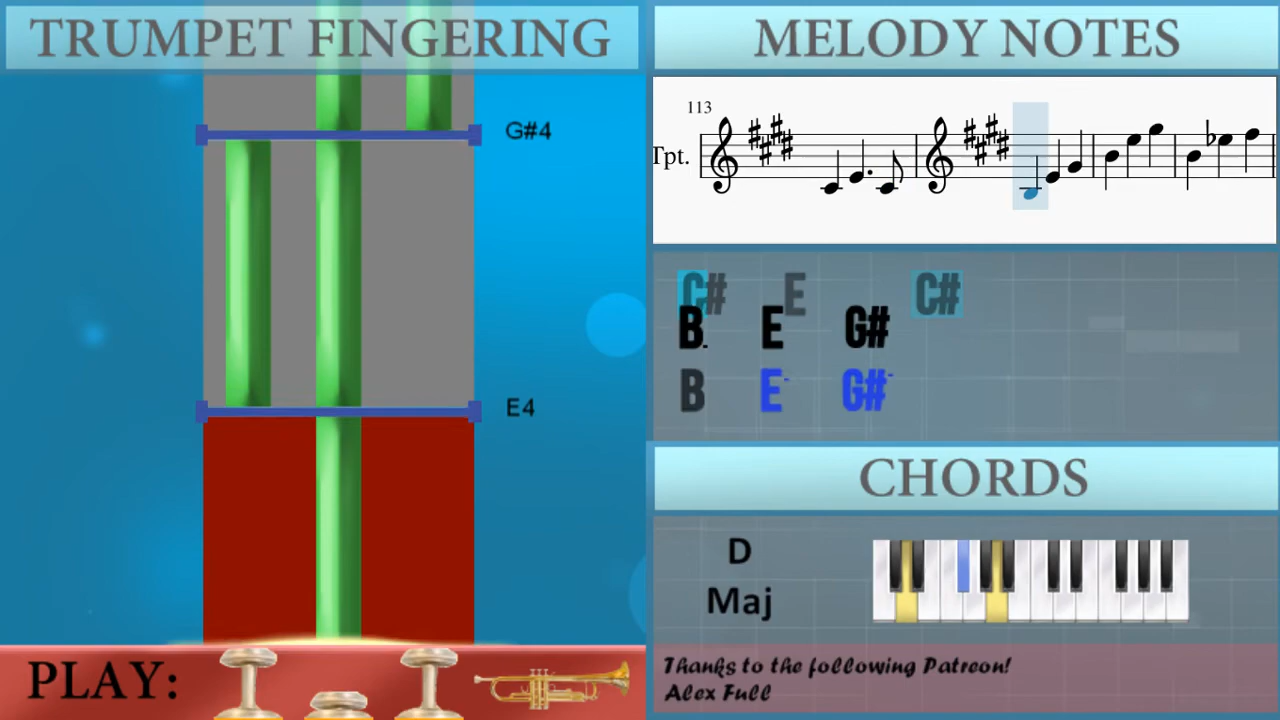 TRUMPET FINGERING
G#4
E4
PLAY:
MELODY NOTES
113
Tpt.
C# E C#
B. E G#
B E- G#-
CHORDS
D
Maj
Thanks to the following Patreon!
Alex Full